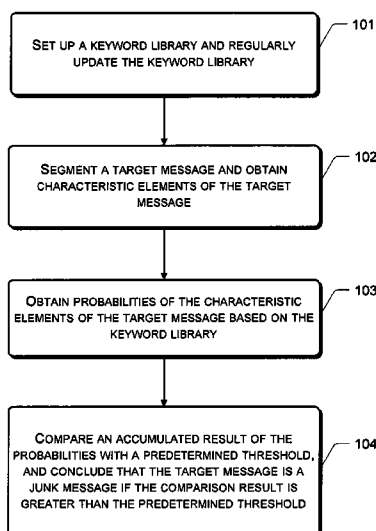 101
SET UP A KEYWORD LIBRARY AND REGULARLY
UPDATE THE KEYWORD LIBRARY
102
SEGMENT A TARGET MESSAGE AND OBTAIN
CHARACTERISTIC ELEMENTS OF THE TARGET
MESSAGE
103
OBTAIN PROBABILITIES OF THE CHARACTERISTIC
ELEMENTS OF THE TARGET MESSAGE BASED ON THE
KEYWORD LIBRARY
104
COMPARE AN ACCUMULATED RESULT OF THE
PROBABILITIES WITH A PREDETERMINED THRESHOLD,
AND CONCLUDE THAT THE TARGET MESSAGE IS A
JUNK MESSAGE IF THE COMPARISON RESULT IS
GREATER THAN THE PREDETERMINED THRESHOLD